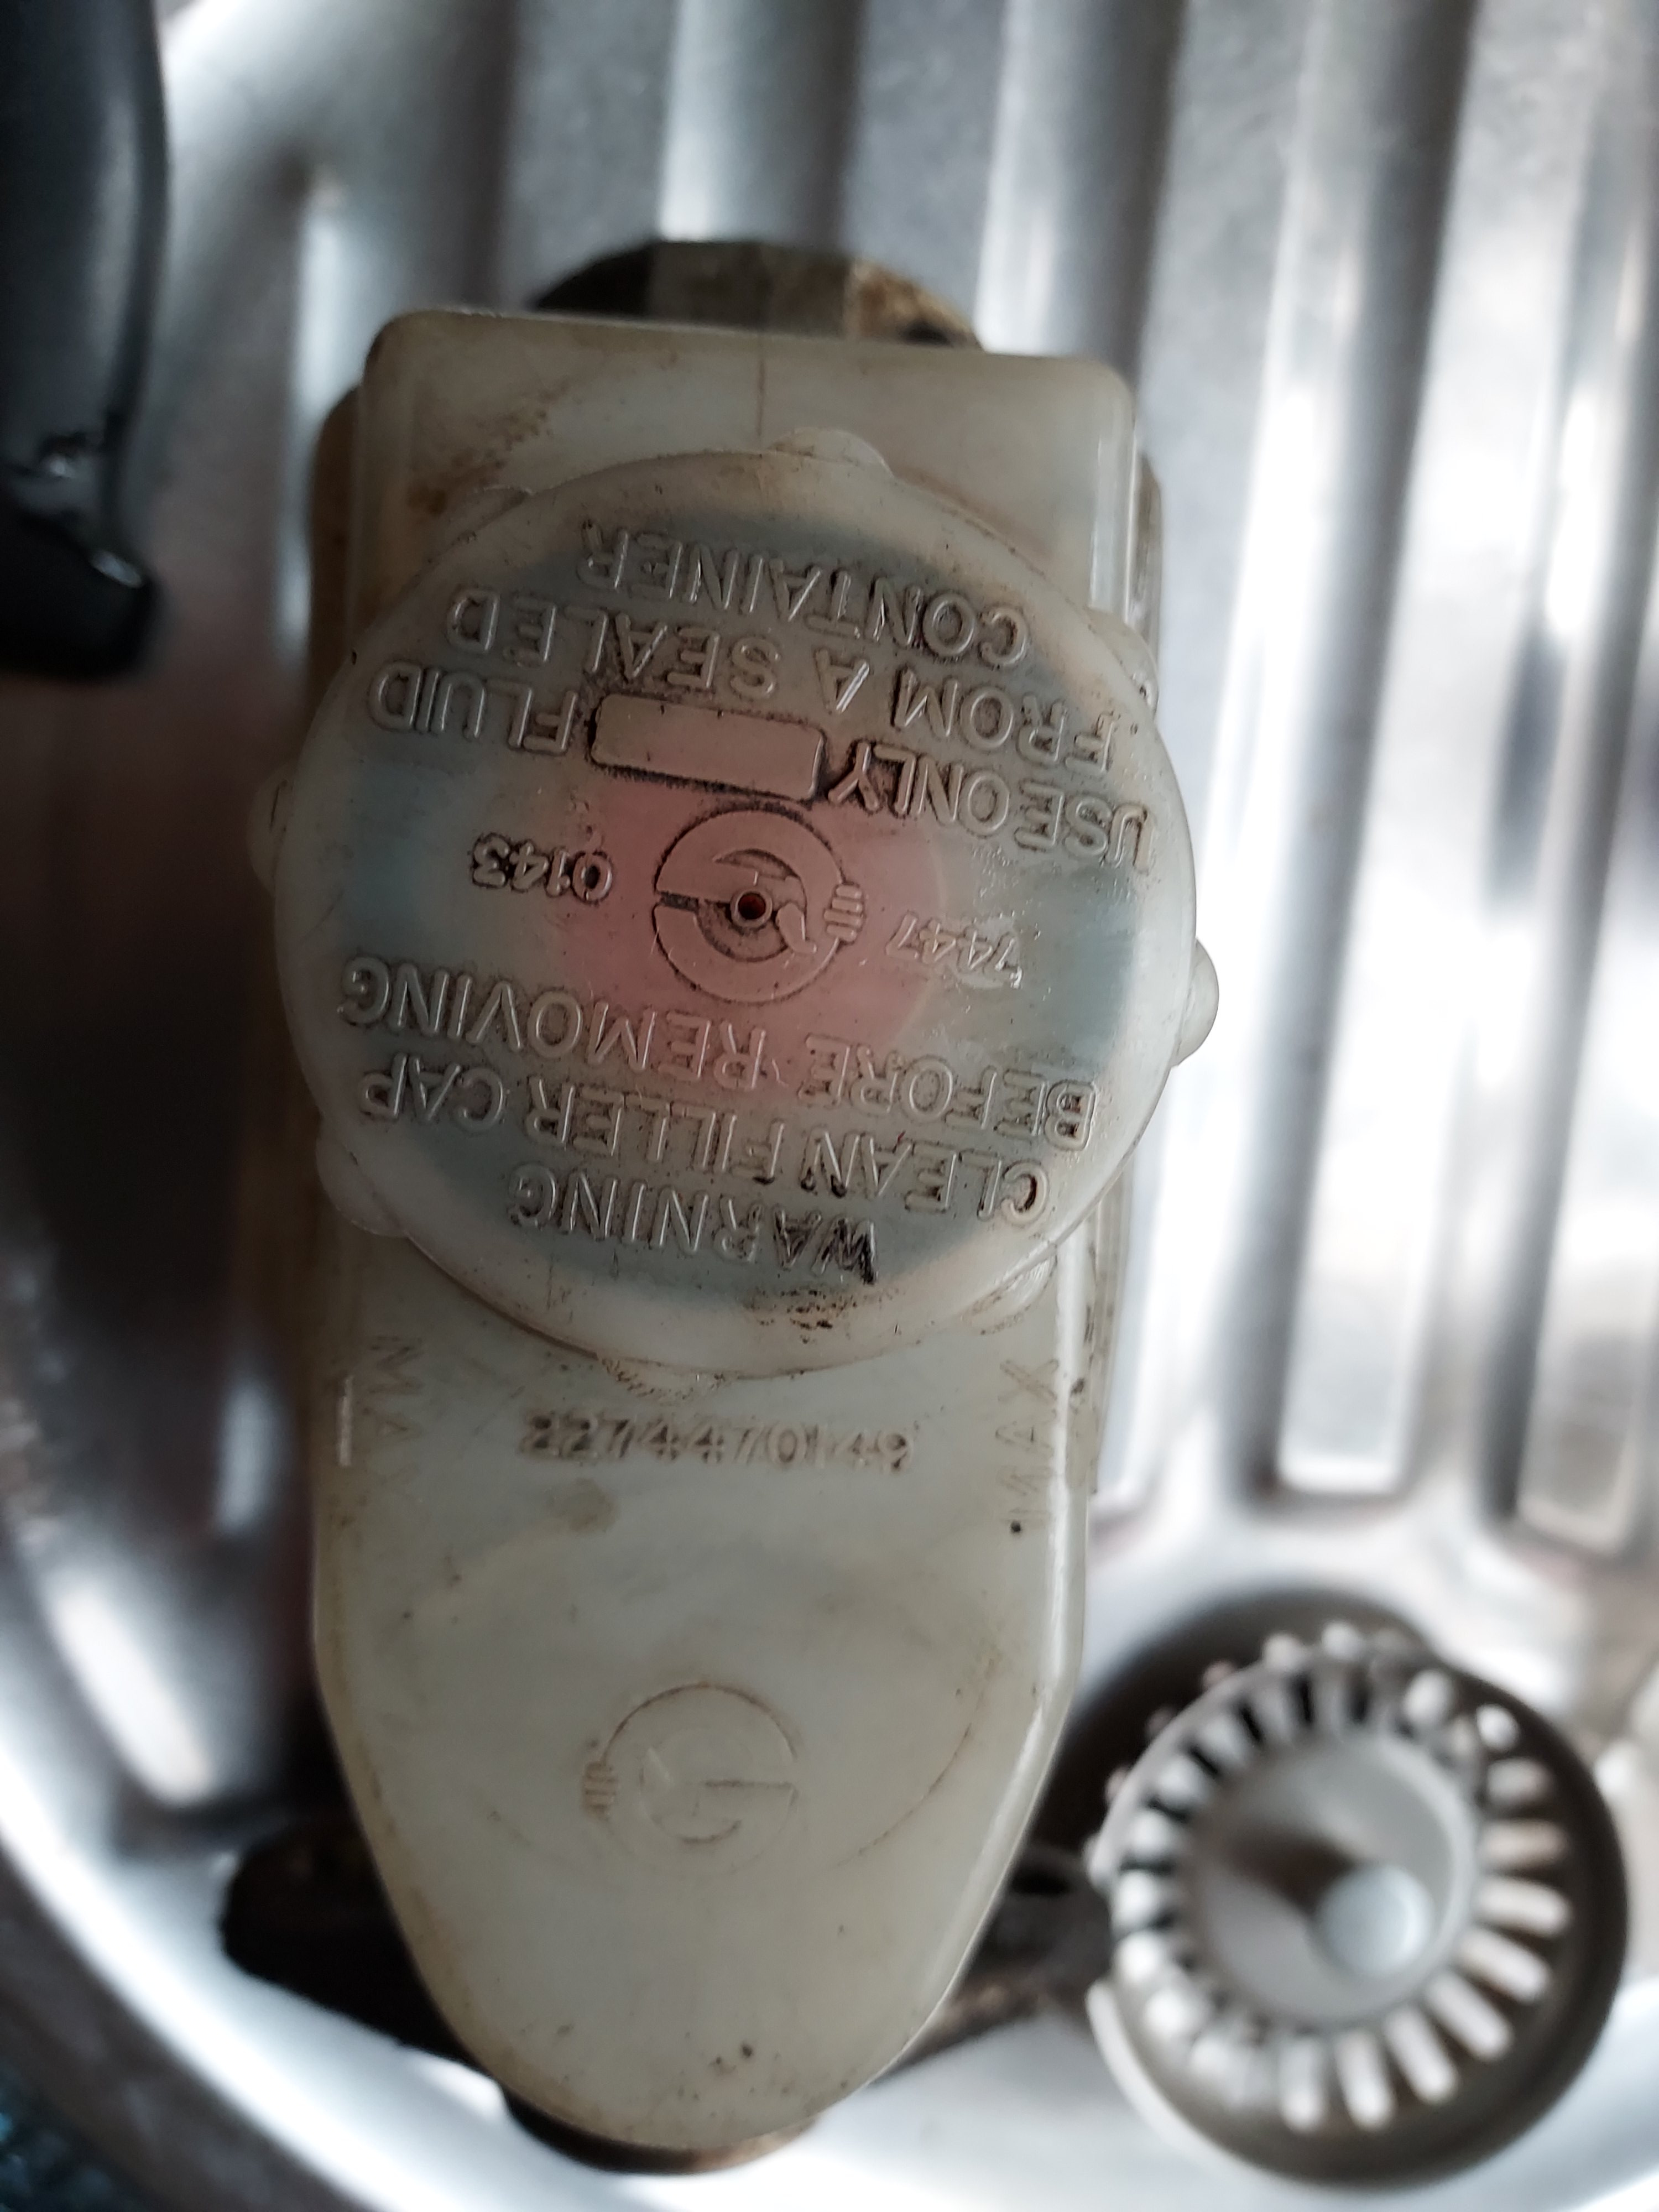 WARNING
CLEAN FILLER CAP
BEFORE REMOVING
7447 0143
USE ONLY FLUID
FROM A SEALED
CONTAINER
MAX
MAX